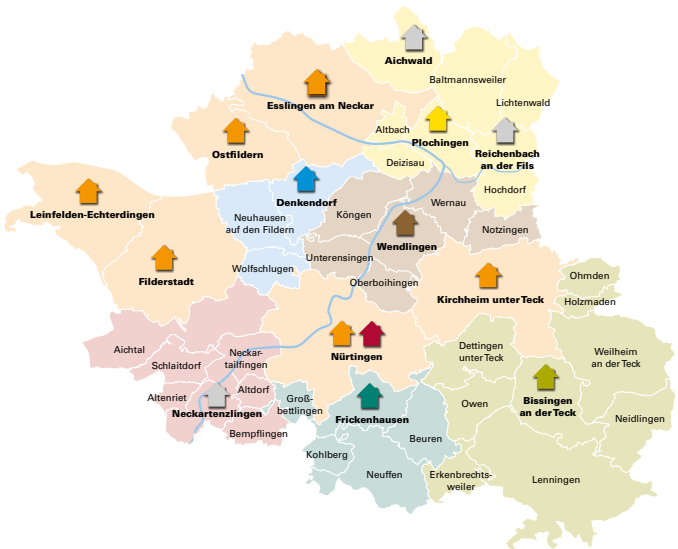 Aichwald
Baltmannsweiler
Lichtenwald
Esslingen am Neckar
Altbach
Plochingen
Ostfildern
Deizisau
Reichenbach
an der Fils
Hochdorf
Denkendorf
Wernau
Leinfelden-Echterdingen
Neuhausen
auf den Fildern
Köngen
Notzingen
Wendlingen
Unterensingen
Wolfschlugen
Filderstadt
Oberboihingen
Ohmden
Kirchheim unter Teck
Holzmaden
Aichtal
Neckar-
tailfingen
Schlaitdorf
Nürtingen
Dettingen
unter Teck
Weilheim
an der Teck
Altdorf
Altenriet
Groß-
bettlingen
Neckartenzlingen
Frickenhausen
Owen
Bissingen
an der Teck
Neidlingen
Bempflingen
Beuren
Kohlberg
Neuffen
Erkenbrechts-
weiler
Lenningen